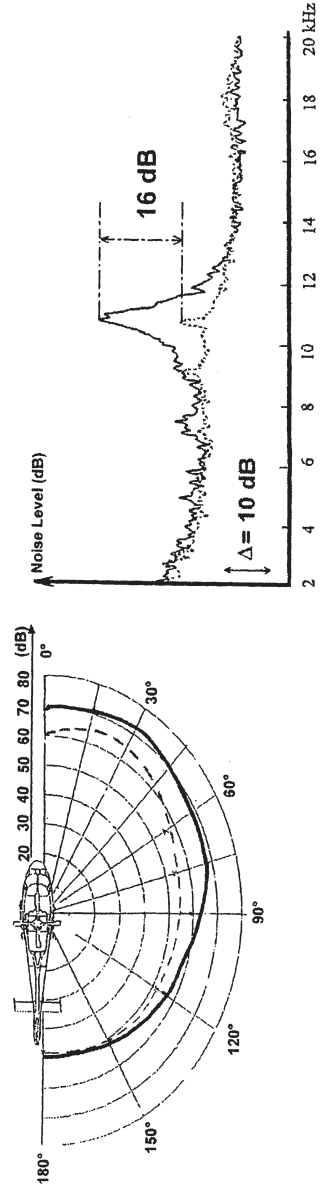 20 30 40 50 60 70 80 (dB)
0°
30°
60°
90°
120°
150°
180°
Noise Level (dB)
16 dB
Δ = 10 dB
2 4 6 8 10 12 14 16 18 20 kHz